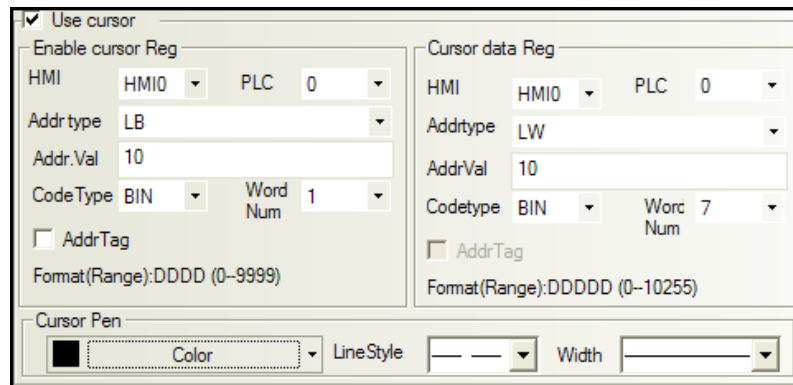 Use cursor
Enable cursor Reg
HMI HMI0 PLC 0
Addr type LB
Addr.Val 10
CodeType BIN Word Num 1
AddrTag
Format(Range):DDDD (0--9999)
Cursor data Reg
HMI HMI0 PLC 0
Addrtype LW
AddrVal 10
Codetype BIN Word Num 7
AddrTag
Format(Range):DDDDD (0--10255)
Cursor Pen
Color LineStyle Width